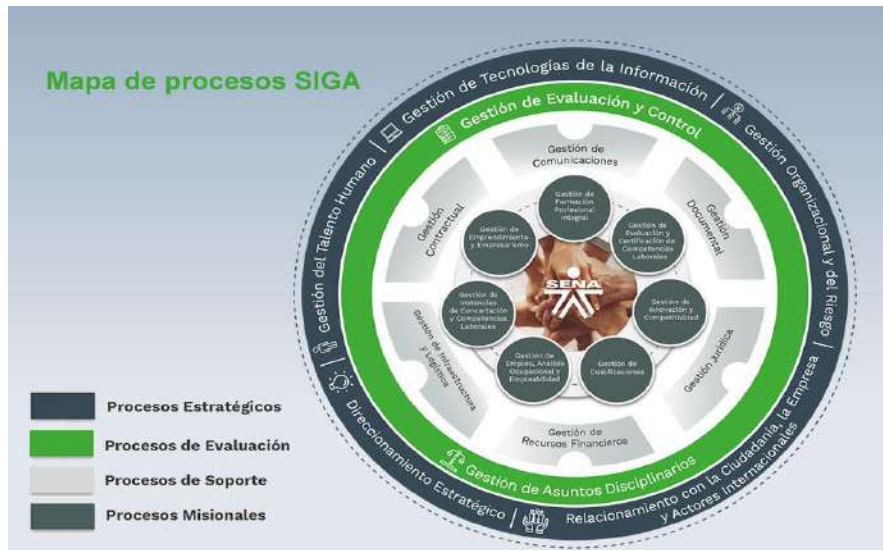 Mapa de procesos SIGA
Gestión de Tecnologías de la Información
Gestión Organizacional y del Riesgo
Relacionamiento con la Ciudadanía, la Empresa
y Actores Internacionales
Direccionamiento Estratégico
Gestión del Talento Humano
Gestión de Evaluación y Control
Gestión de Asuntos Disciplinarios
Gestión de
Comunicaciones
Gestión
Documental
Gestión Jurídica
Gestión de
Recursos Financieros
Gestión de Infraestructura
y Logística
Gestión
Contractual
Gestión de
Formación
Profesional
Integral
Gestión de
Evaluación y
Certificación de
Competencias
Laborales
Gestión de
Innovación y
Competitividad
Gestión de
Cualificaciones
Gestión de
Empleo, Análisis
Ocupacional y
Empleabilidad
Gestión de
Instancias
de Concertación
y Competencias
Laborales
Gestión de
Emprendimiento
y Empresarismo
SENA
Procesos Estratégicos
Procesos de Evaluación
Procesos de Soporte
Procesos Misionales